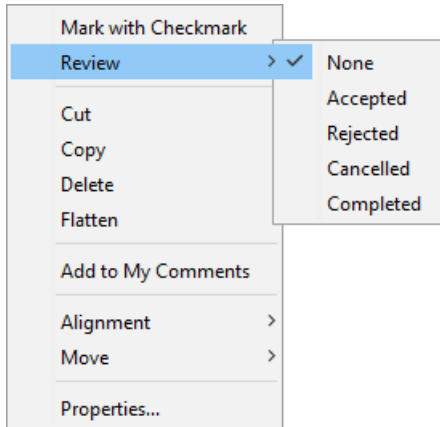 Mark with Checkmark
Review
Cut
Copy
Delete
Flatten
Add to My Comments
Alignment
Move
Properties...
None
Accepted
Rejected
Cancelled
Completed